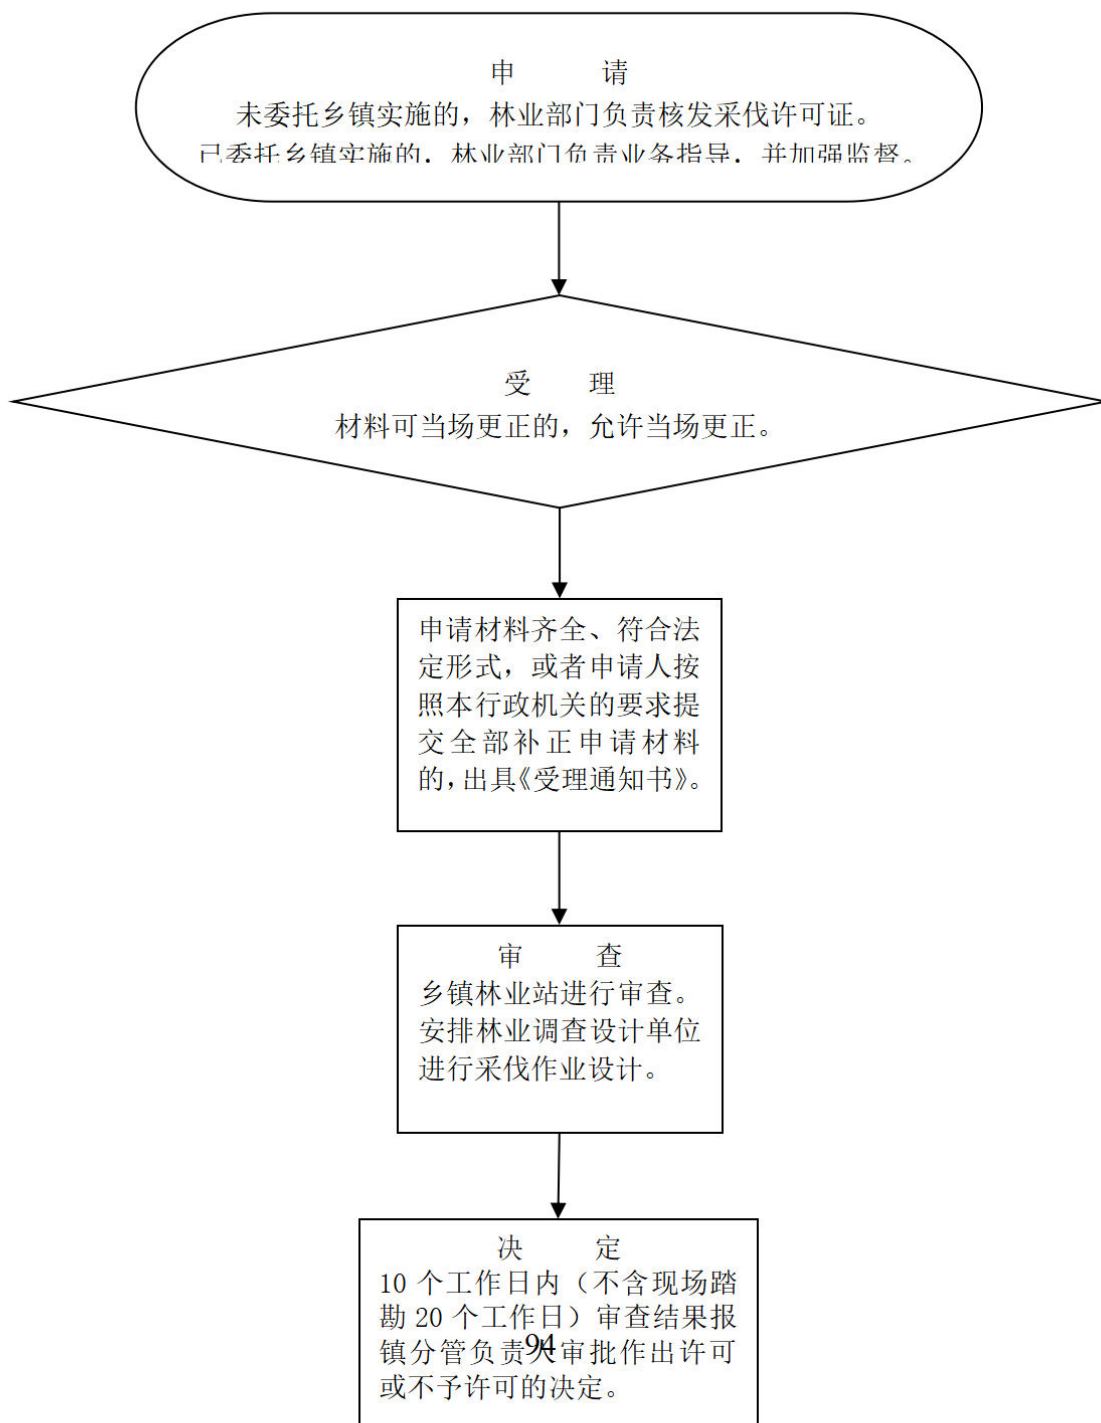 申 请
未委托乡镇实施的，林业部门负责核发采伐许可证。
已委托乡镇实施的，林业部门负责业务指导，并加强监督。
受 理
材料可当场更正的，允许当场更正。
申请材料齐全、符合法
定形式，或者申请人按
照本行政机关的要求提
交全部补正申请材料
的，出具《受理通知书》。
审 查
乡镇林业站进行审查。
安排林业调查设计单位
进行采伐作业设计。
决 定
10 个工作日内（不含现场踏
勘 20 个工作日）审查结果报
镇分管负责人审批作出许可
或不予许可的决定。
94